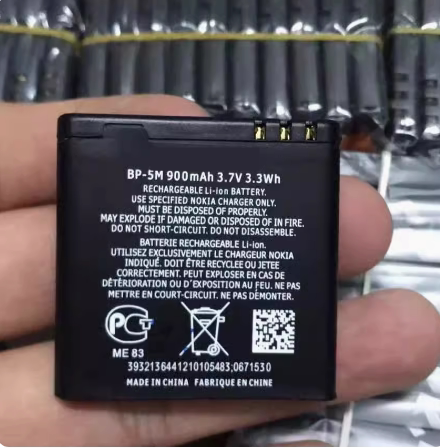 BP-5M 900mAh 3.7V 3.3Wh
RECHARGEABLE Li-ion BATTERY.
USE SPECIFIED NOKIA CHARGER ONLY.
MUST BE DISPOSED OF PROPERLY.
MAY EXPLODE IF DAMAGED OR DISPOSED OF IN FIRE.
DO NOT SHORT-CIRCUIT. DO NOT DISASSEMBLE.
BATTERIE RECHARGEABLE Li-ion.
UTILISEZ EXCLUSIVEMENT LE CHARGEUR NOKIA
INDIQUÉ. DOIT ÊTRE RECYCLÉE OU JETEE
CORRECTEMENT. PEUT EXPLOSER EN CAS DE
DÉTÉRIORATION OU D'EXPOSITION AU FEU. NE PAS
METTRE EN COURT-CIRCUIT. NE PAS DÉMONTER.
PCT
ME 83
3932136441210105483;0671530
MADE IN CHINA FABRIQUE EN CHINE